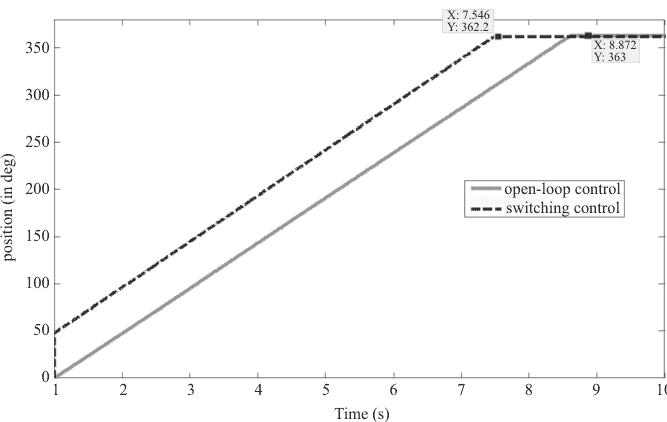 X: 7.546
Y: 362.2
X: 8.872
Y: 363
350
300
250
200
150
100
50
0
position (in deg)
open-loop control
switching control
1 2 3 4 5 6 7 8 9 10
Time (s)